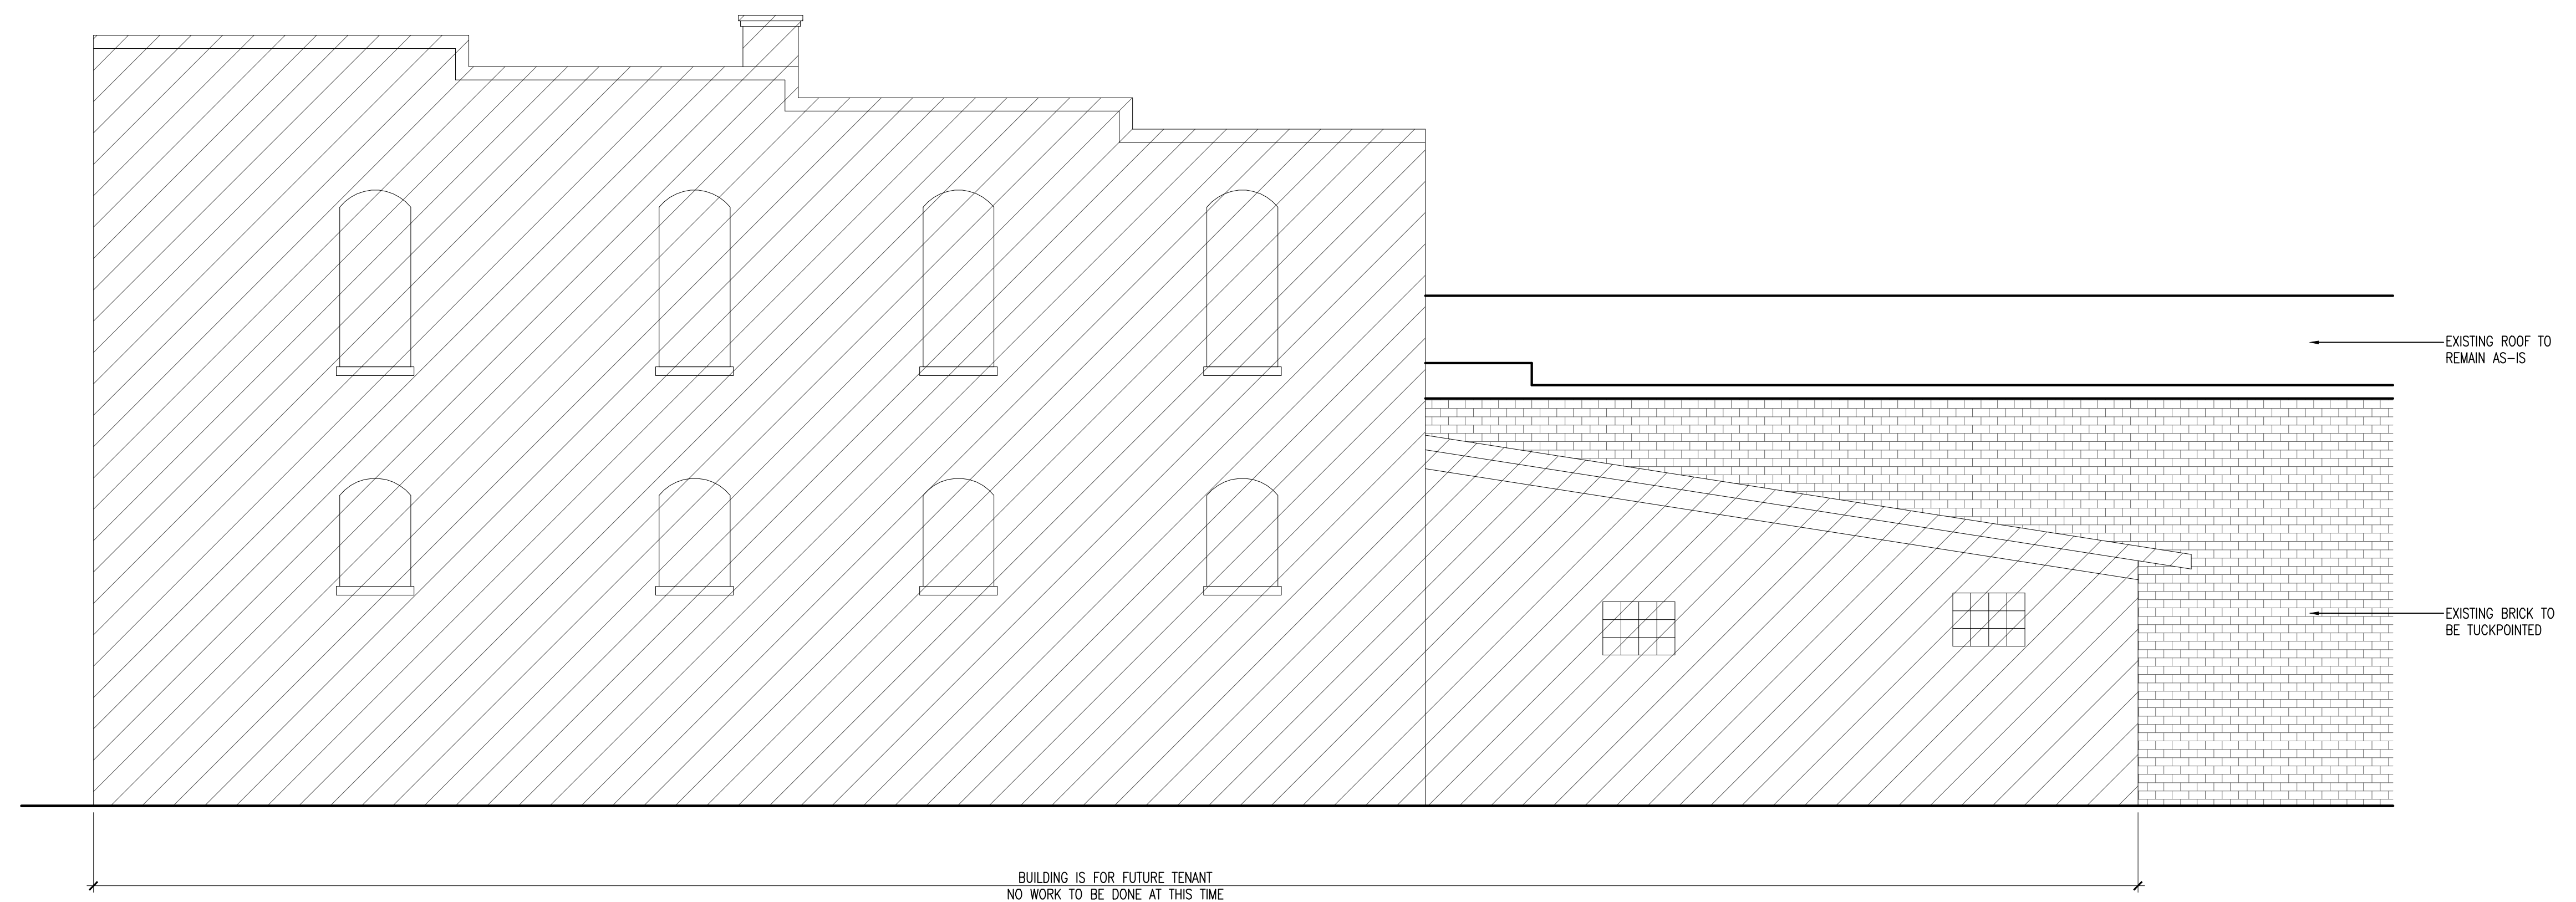 EXISTING ROOF TO
REMAIN AS-IS
EXISTING BRICK TO
BE TUCKPOINTED
BUILDING IS FOR FUTURE TENANT
NO WORK TO BE DONE AT THIS TIME